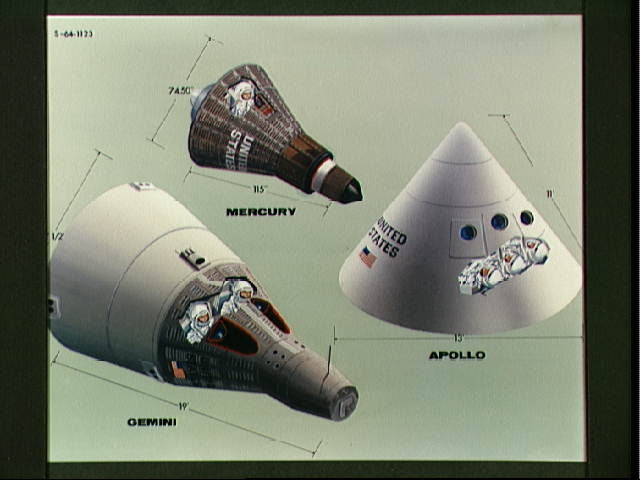 S-64-1123
74.50"
UNITED
STATES
115"
MERCURY
11'
UNITED
STATES
1/2'
13'
APOLLO
19'
GEMINI